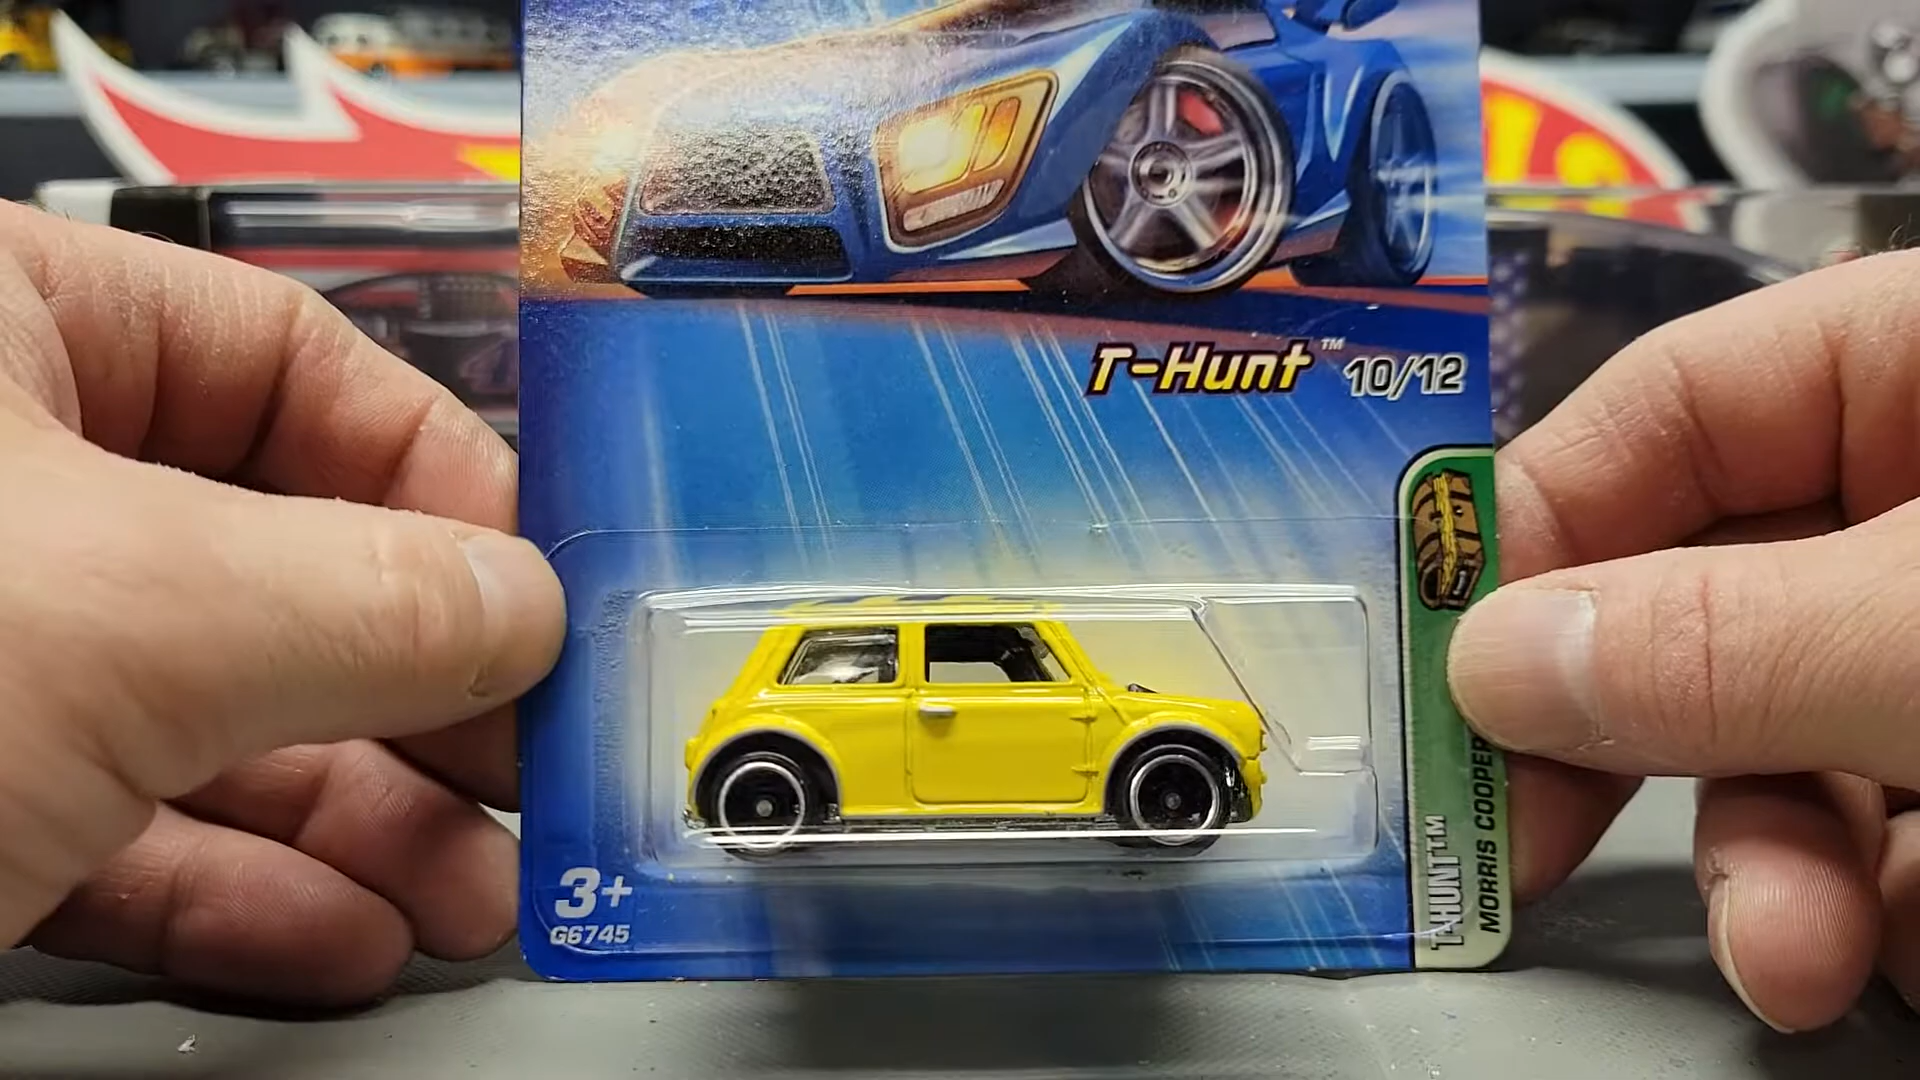 T-Hunt™ 10/12
3+
G6745
T-HUNT™
MORRIS COOPER